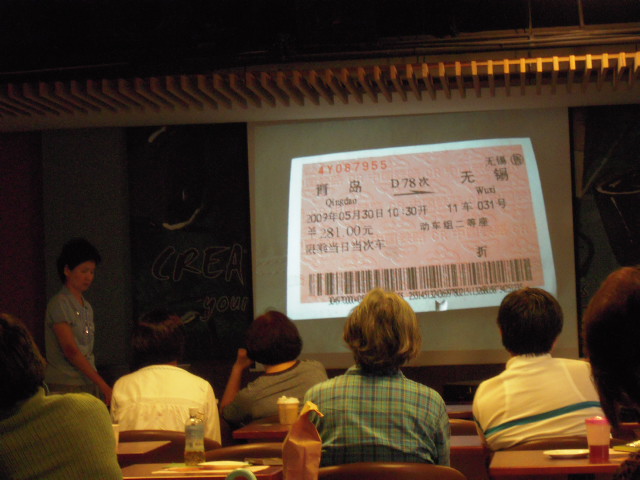 4Y087955
无锡 售
青岛 D78次 无锡
Qingdao Wuxi
2009年05月30日10:30开 11车031号
¥281.00元 动车组二等座
限乘当日当次车
折
CREA
your